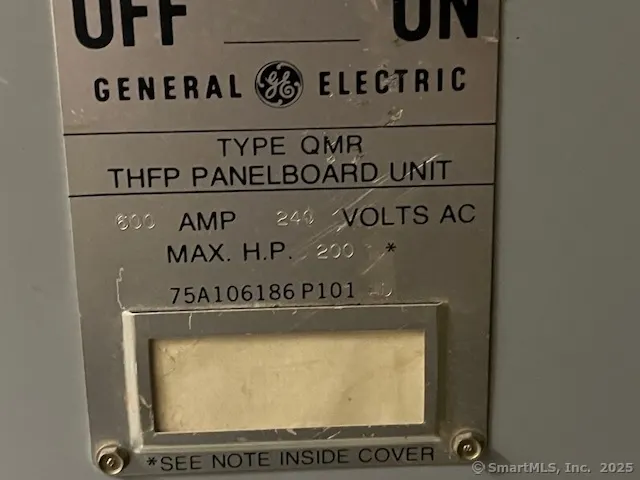 OFF ON
GENERAL GE ELECTRIC
TYPE QMR
THFP PANELBOARD UNIT
600 AMP 240 VOLTS AC
MAX. H.P. 200 *
75A106186 P101
*SEE NOTE INSIDE COVER
© SmartMLS, Inc. 2025